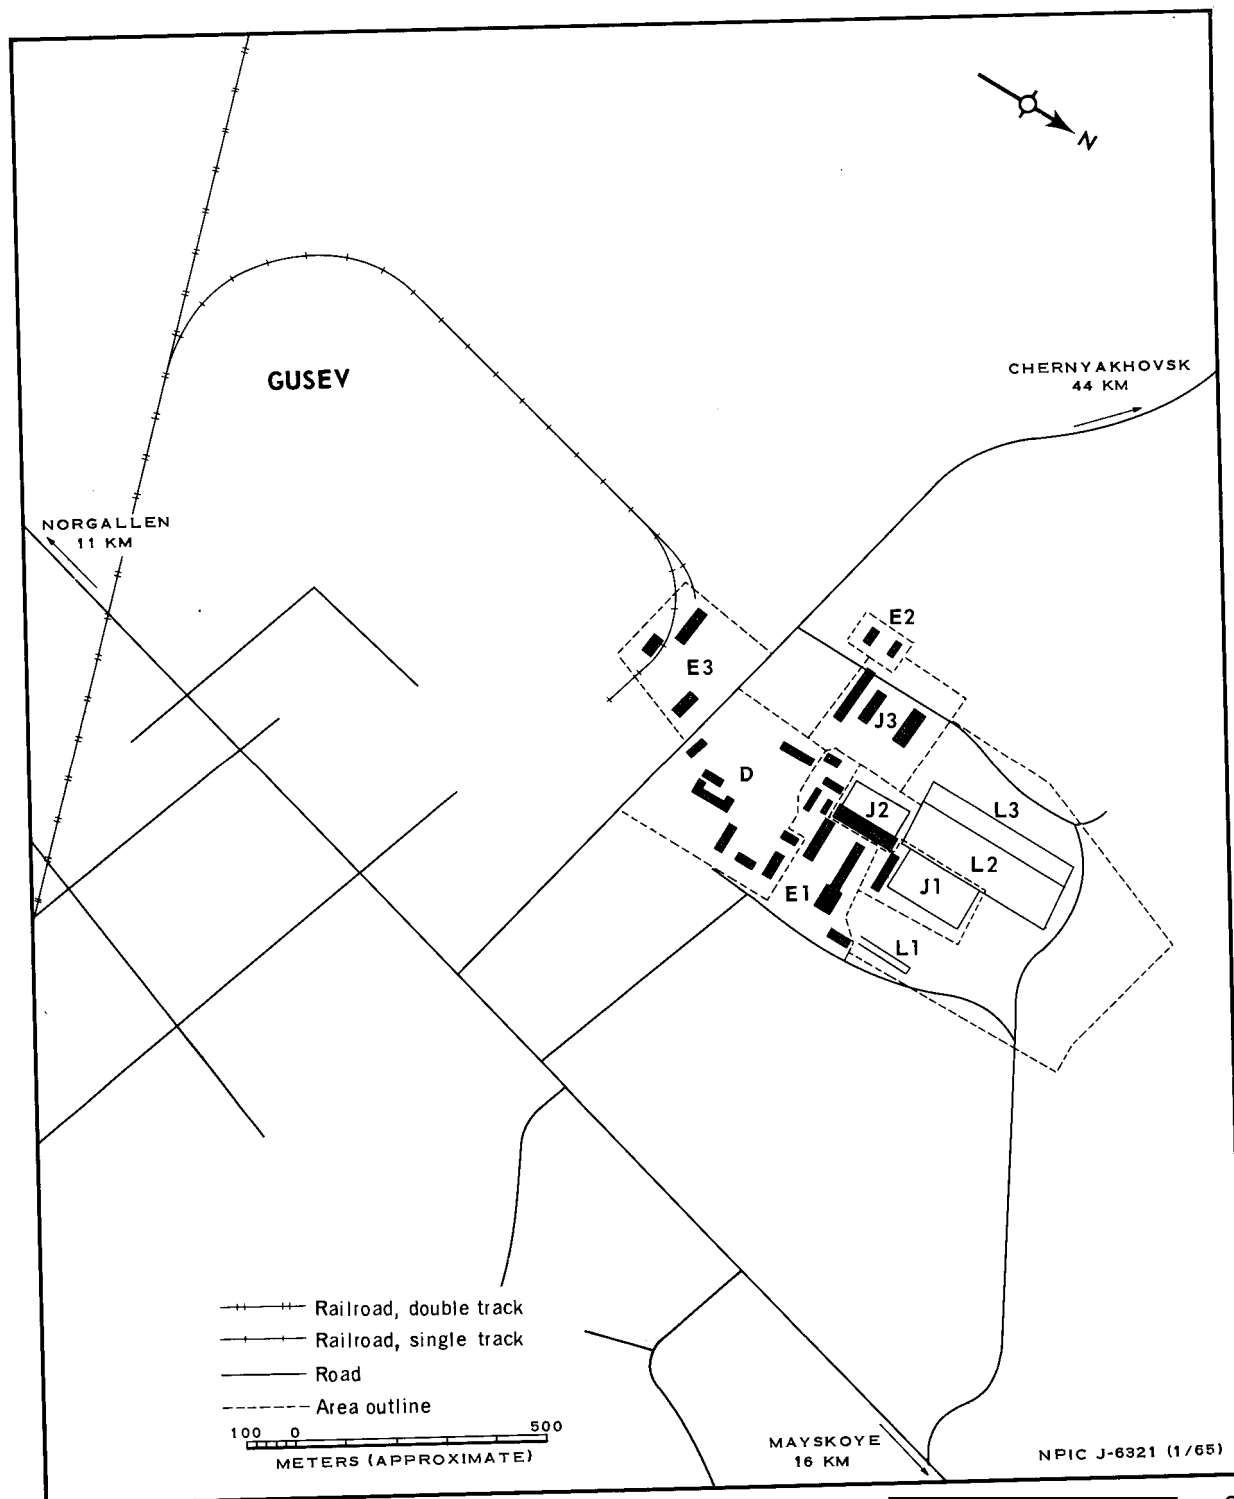 N
CHERNYAKHOVSK
44 KM
GUSEV
NORGALLEN
11 KM
E2
E3
J3
D
J2
L3
L2
J1
E1
L1
Railroad, double track
Railroad, single track
Road
Area outline
100 0 500
METERS (APPROXIMATE)
MAYSKOYE
16 KM
NPIC J-6321 (1/65)